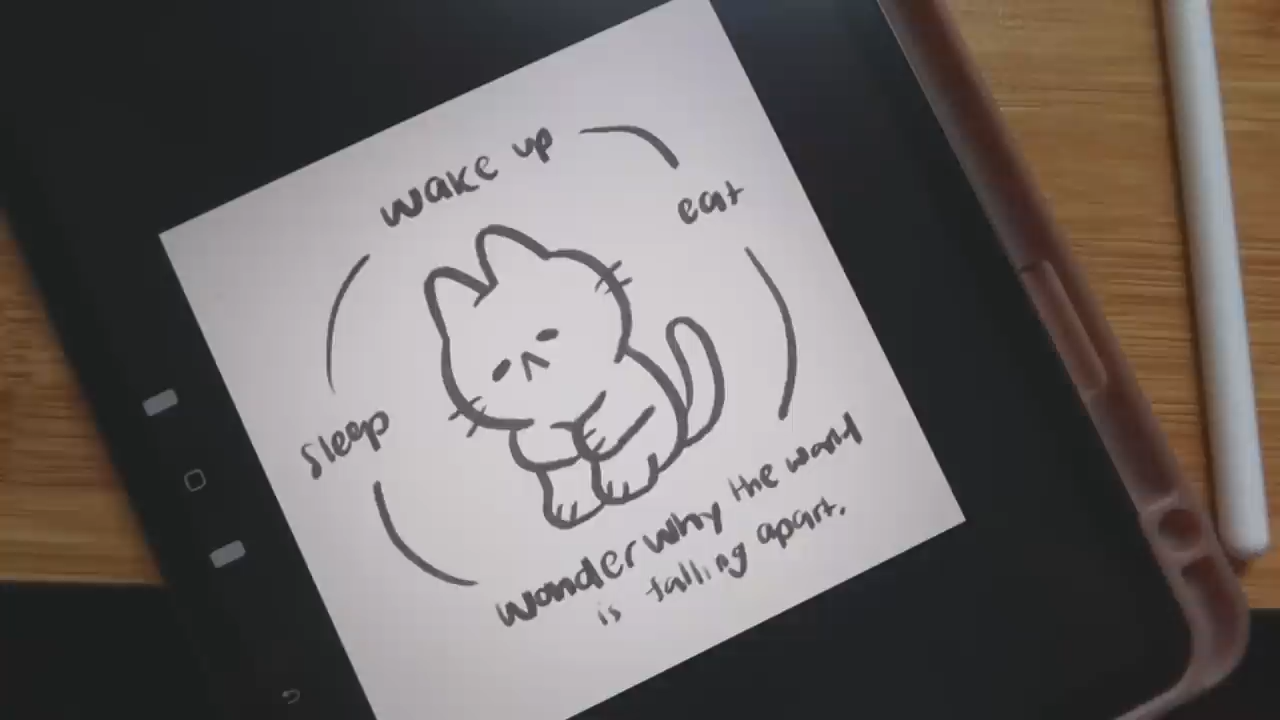 wake up
eat
wonder why the world
is falling apart.
sleep